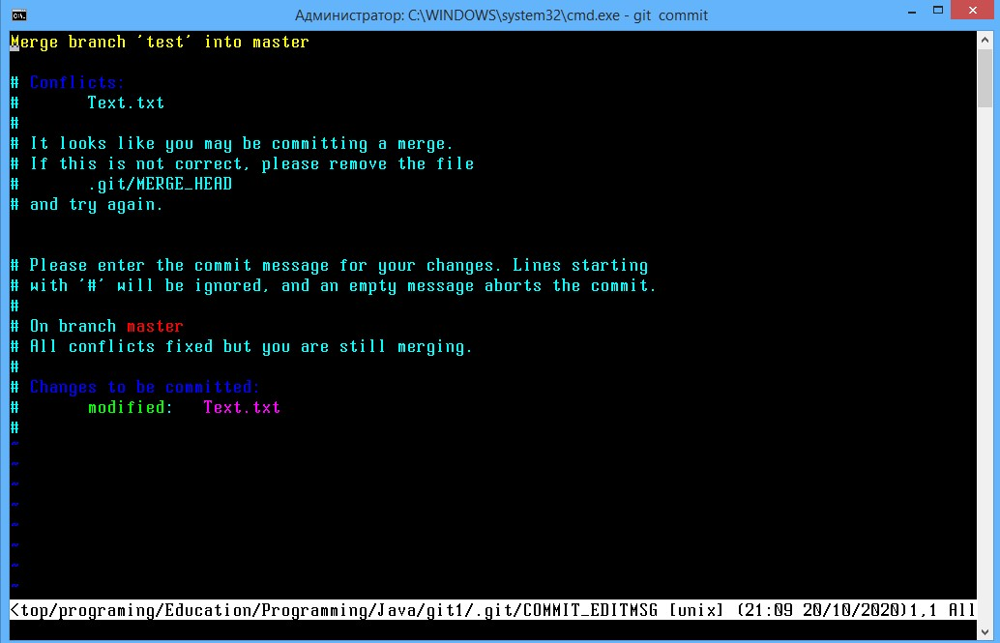 Администратор: C:\WINDOWS\system32\cmd.exe - git  commit
Merge branch 'test' into master
# Conflicts:
#       Text.txt
#
# It looks like you may be committing a merge.
# If this is not correct, please remove the file
#       .git/MERGE_HEAD
# and try again.
# Please enter the commit message for your changes. Lines starting
# with '#' will be ignored, and an empty message aborts the commit.
#
# On branch master
# All conflicts fixed but you are still merging.
#
# Changes to be committed:
#       modified:   Text.txt
#
~
~
~
~
~
~
~
~
<top/programing/Education/Programming/Java/git1/.git/COMMIT_EDITMSG [unix] (21:09 20/10/2020)1,1 All